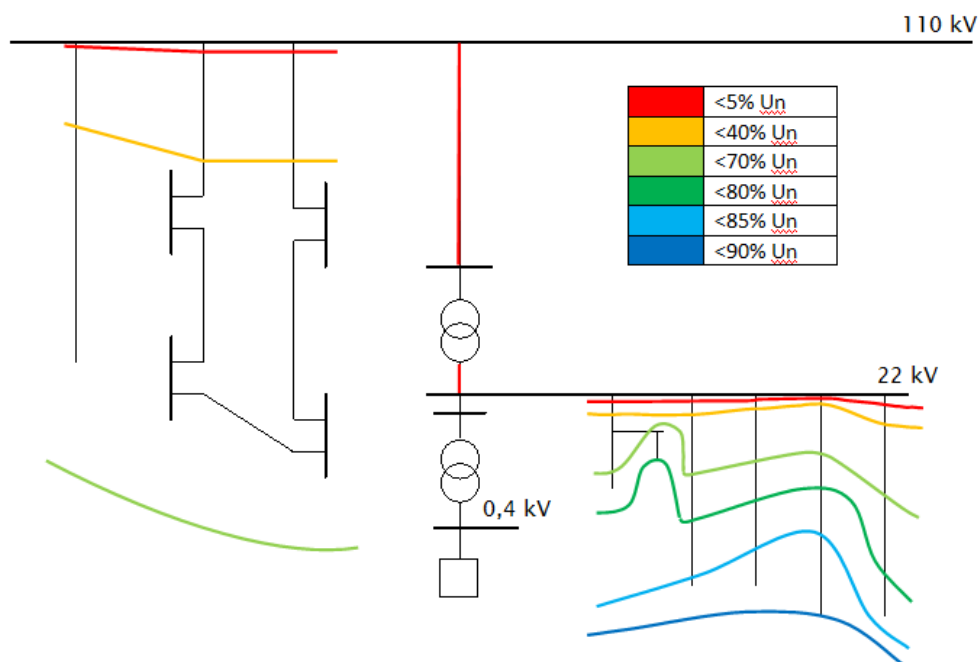 110 kV
<5% Un
<40% Un
<70% Un
<80% Un
<85% Un
<90% Un
22 kV
0,4 kV